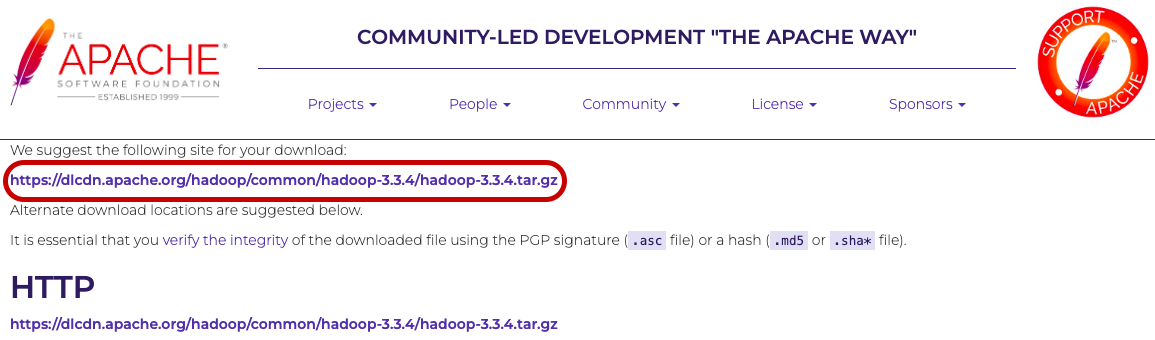 THE
APACHE®
SOFTWARE FOUNDATION
ESTABLISHED 1999
COMMUNITY-LED DEVELOPMENT "THE APACHE WAY"
SUPPORT
APACHE
Projects
People
Community
License
Sponsors
We suggest the following site for your download:
https://dlcdn.apache.org/hadoop/common/hadoop-3.3.4/hadoop-3.3.4.tar.gz
Alternate download locations are suggested below.
It is essential that you verify the integrity of the downloaded file using the PGP signature (.asc file) or a hash (.md5 or .sha* file).
HTTP
https://dlcdn.apache.org/hadoop/common/hadoop-3.3.4/hadoop-3.3.4.tar.gz